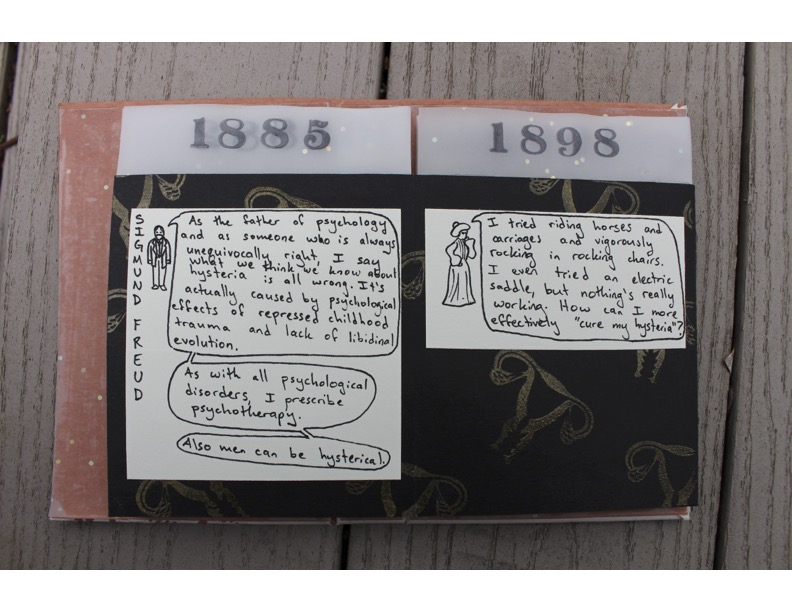 1885
SIGMUND FREUD
As the father of psychology
and as someone who is always
unequivocally right, I say
what we think we know about
hysteria is all wrong. It's
actually caused by psychological
effects of repressed childhood
trauma and lack of libidinal
evolution.
As with all psychological
disorders, I prescribe
psychotherapy.
Also men can be hysterical.
1898
I tried riding horses and
carriages and vigorously
rocking in rocking chairs.
I even tried an electric
saddle, but nothing's really
working. How can I more
effectively "cure my hysteria"?